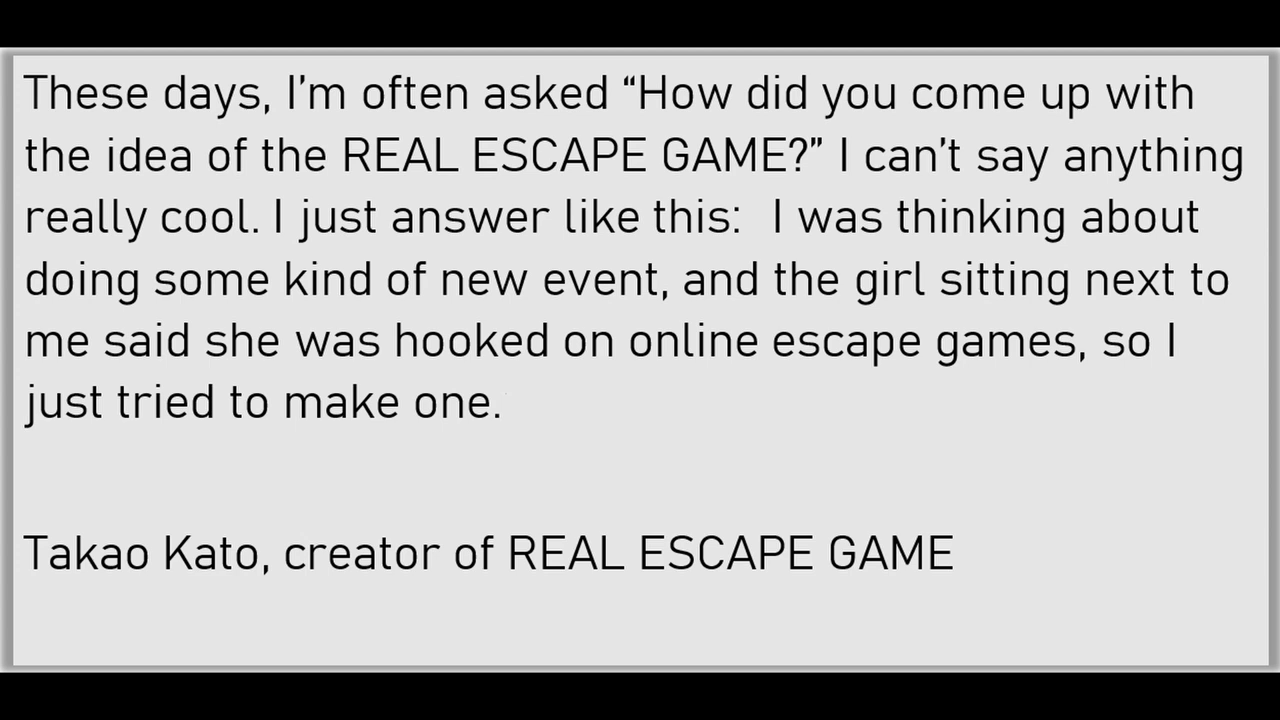 These days, I’m often asked “How did you come up with
the idea of the REAL ESCAPE GAME?” I can’t say anything
really cool. I just answer like this:  I was thinking about
doing some kind of new event, and the girl sitting next to
me said she was hooked on online escape games, so I
just tried to make one.
Takao Kato, creator of REAL ESCAPE GAME